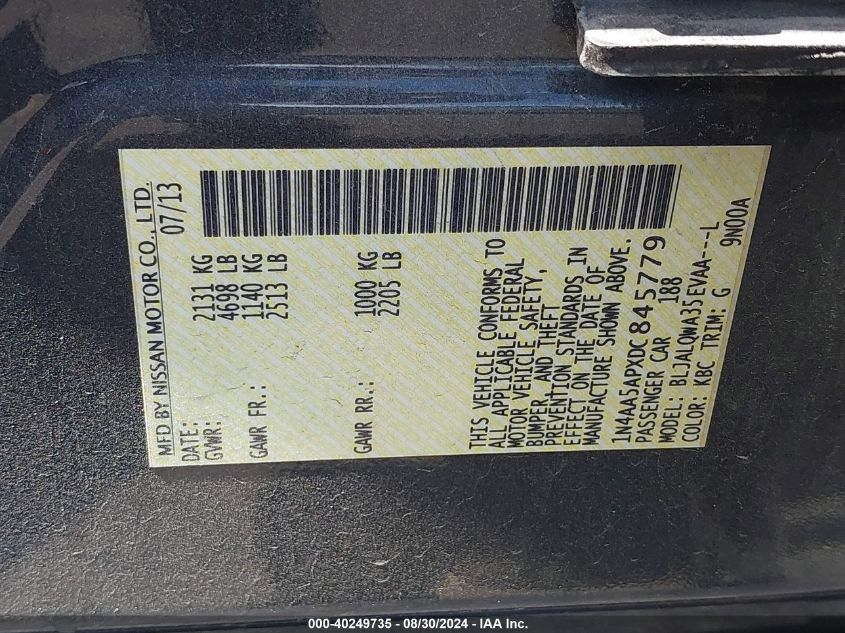 MFD BY NISSAN MOTOR CO., LTD.
DATE: 07/13
GVWR: 2131 KG
4698 LB
GAWR FR.: 1140 KG
2513 LB
GAWR RR.: 1000 KG
2205 LB
THIS VEHICLE CONFORMS TO
ALL APPLICABLE FEDERAL
MOTOR VEHICLE SAFETY,
BUMPER, AND THEFT
PREVENTION STANDARDS IN
EFFECT ON THE DATE OF
MANUFACTURE SHOWN ABOVE.
1N4AA5APXDC845779
PASSENGER CAR 188
MODEL: BLJALQWA35EVAA---L
COLOR: KBC TRIM: G 9N00A
000-40249735 - 08/30/2024 - IAA Inc.